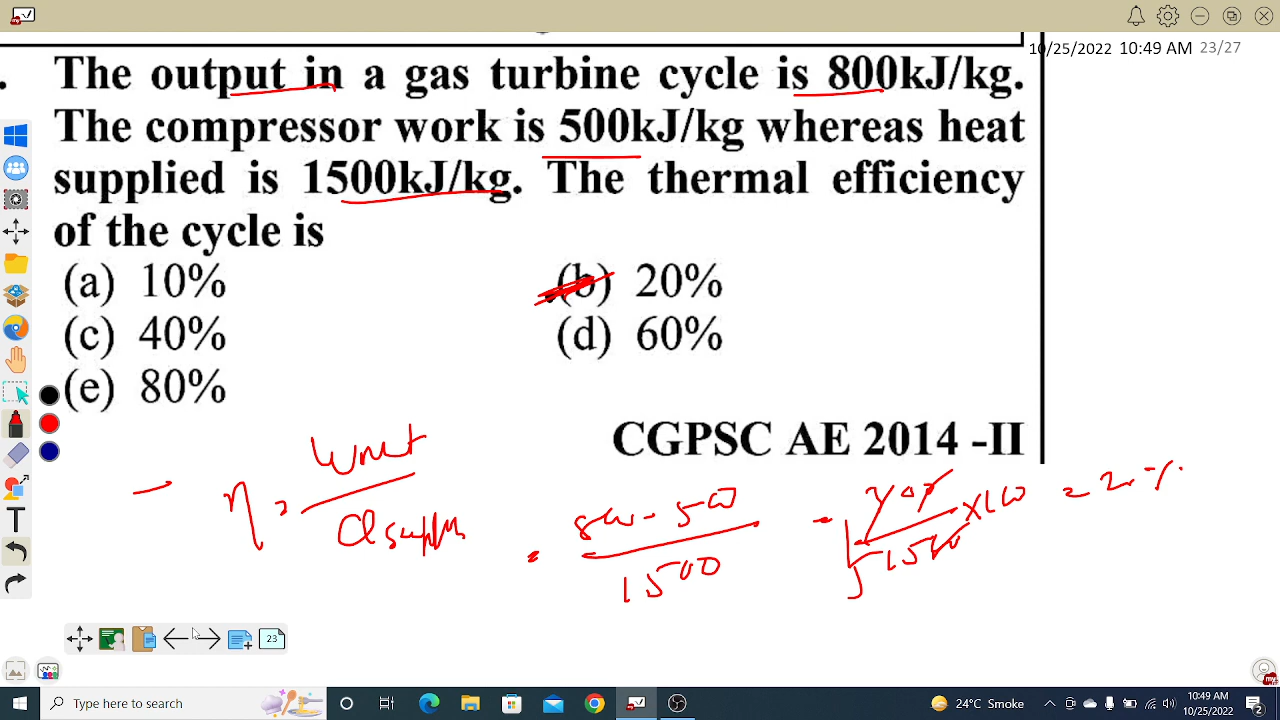 10/25/2022 10:49 AM 23/27
. The output in a gas turbine cycle is 800kJ/kg.
The compressor work is 500kJ/kg whereas heat
supplied is 1500kJ/kg. The thermal efficiency
of the cycle is
(a) 10% (b) 20%
(c) 40% (d) 60%
(e) 80%
CGPSC AE 2014 -II
η = Wnet / Qsupply = 800 - 500 / 1500 = 300 / 1500 x100 = 20%
23
Type here to search
24°C Smoke
10:49 AM
10/25/2022
2